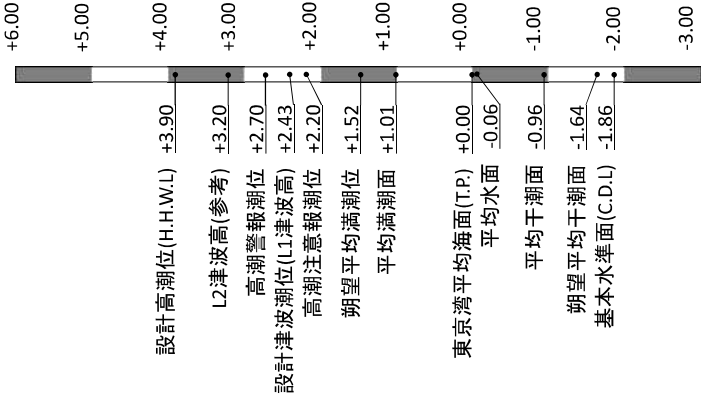 +6.00
+5.00
+4.00
+3.00
+2.00
+1.00
+0.00
-1.00
-2.00
-3.00
設計高潮位(H.H.W.L) +3.90
L2津波高(参考) +3.20
高潮警報潮位 +2.70
設計津波潮位(L1津波高) +2.43
高潮注意報潮位 +2.20
朔望平均満潮位 +1.52
平均満潮面 +1.01
東京湾平均海面(T.P.) +0.00
平均水面 -0.06
平均干潮面 -0.96
朔望平均干潮面 -1.64
基本水準面(C.D.L) -1.86